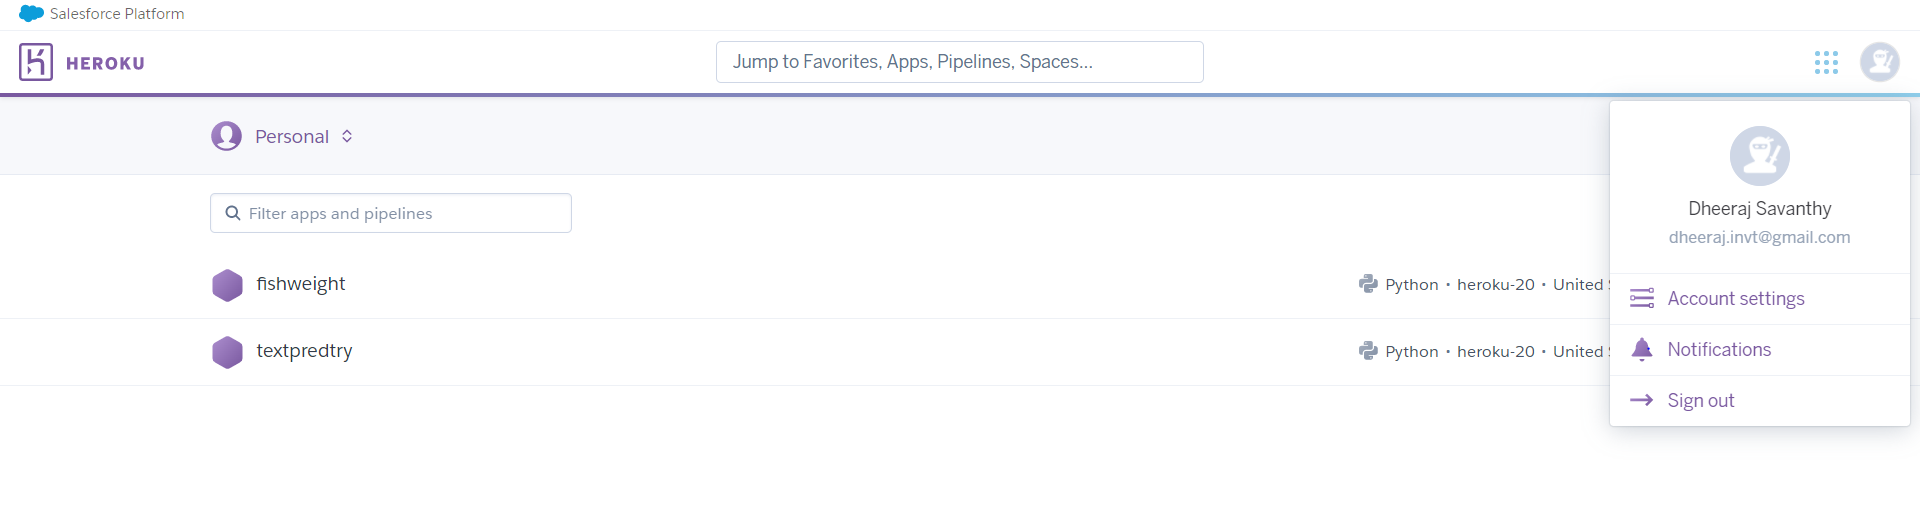 Salesforce Platform
HEROKU
Jump to Favorites, Apps, Pipelines, Spaces...
Personal
Filter apps and pipelines
fishweight
Python • heroku-20 • United
textpredtry
Python • heroku-20 • United
Dheeraj Savanthy
dheeraj.invt@gmail.com
Account settings
Notifications
Sign out